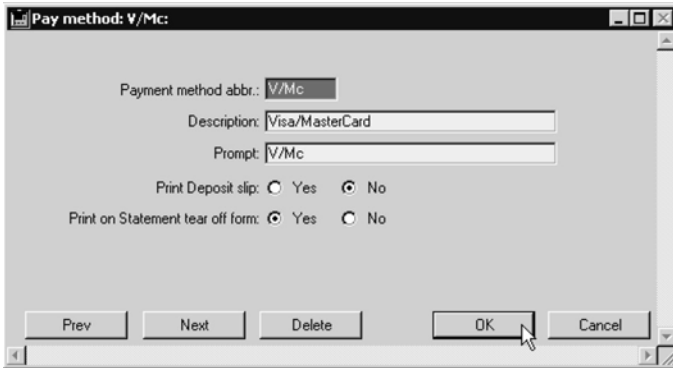 Pay method: V/Mc:
Payment method abbr.: V/Mc
Description: Visa/MasterCard
Prompt: V/Mc
Print Deposit slip: Yes No
Print on Statement tear off form: Yes No
Prev Next Delete OK Cancel